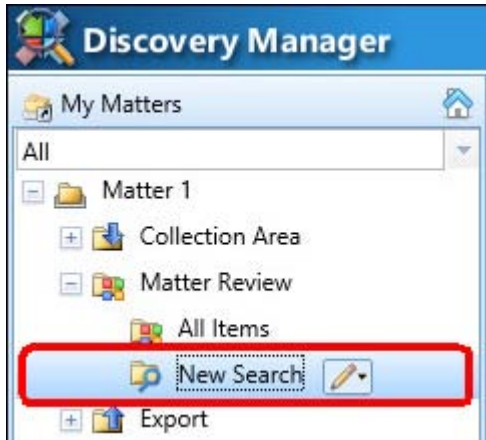 Discovery Manager
My Matters
All
Matter 1
Collection Area
Matter Review
All Items
New Search
Export